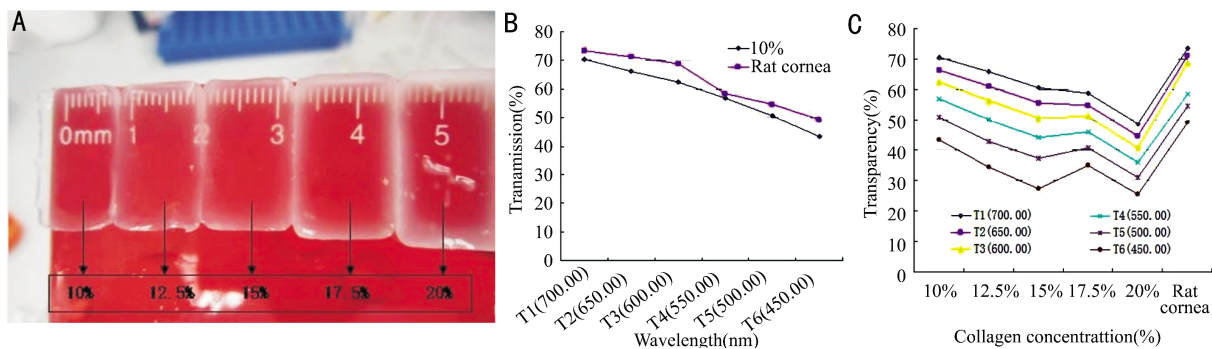 A
0mm 1 2 3 4 5
10% 12.5% 15% 17.5% 20%
B
80
70
60
50
40
30
20
10
0
Tranamission(%)
10%
Rat cornea
T1(700.00) T2(650.00) T3(600.00) T4(550.00) T5(500.00) T6(450.00)
Wavelength(nm)
C
80
70
60
50
40
30
20
10
0
Transparency(%)
T1(700.00) T4(550.00)
T2(650.00) T5(500.00)
T3(600.00) T6(450.00)
10% 12.5% 15% 17.5% 20% Rat
cornea
Collagen concentrattion(%)